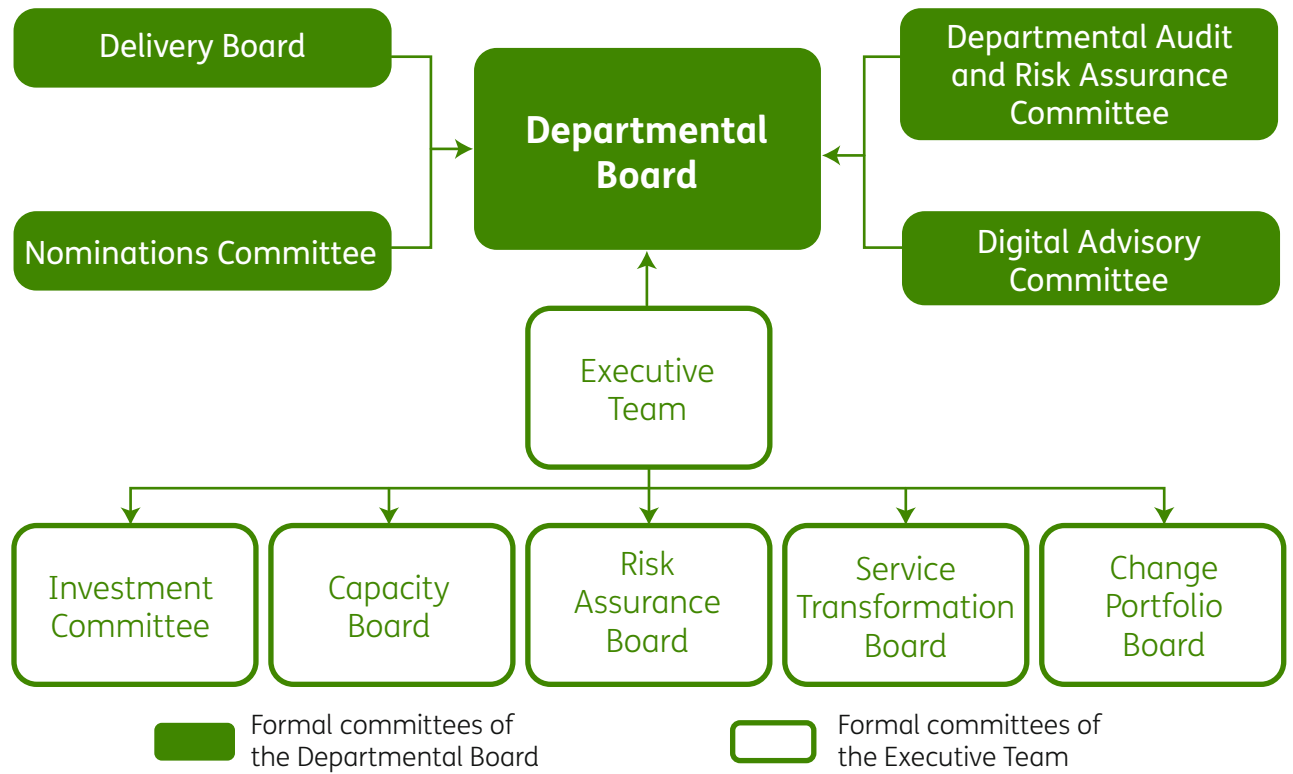 Delivery Board
Nominations Committee
Departmental
Board
Departmental Audit
and Risk Assurance
Committee
Digital Advisory
Committee
Executive
Team
Investment
Committee
Capacity
Board
Risk
Assurance
Board
Service
Transformation
Board
Change
Portfolio
Board
Formal committees of
the Departmental Board
Formal committees of
the Executive Team